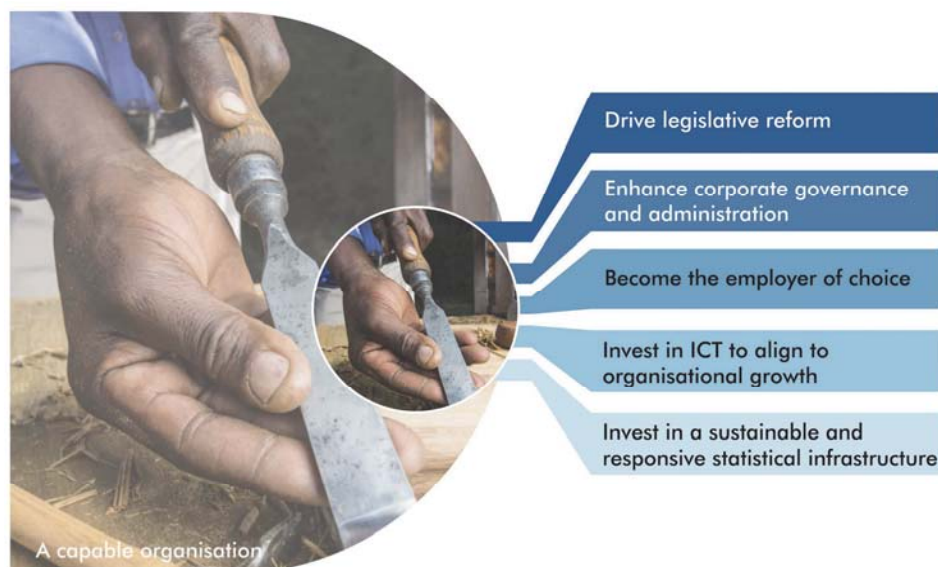 Drive legislative reform
Enhance corporate governance
and administration
Become the employer of choice
Invest in ICT to align to
organisational growth
Invest in a sustainable and
responsive statistical infrastructure
A capable organisation